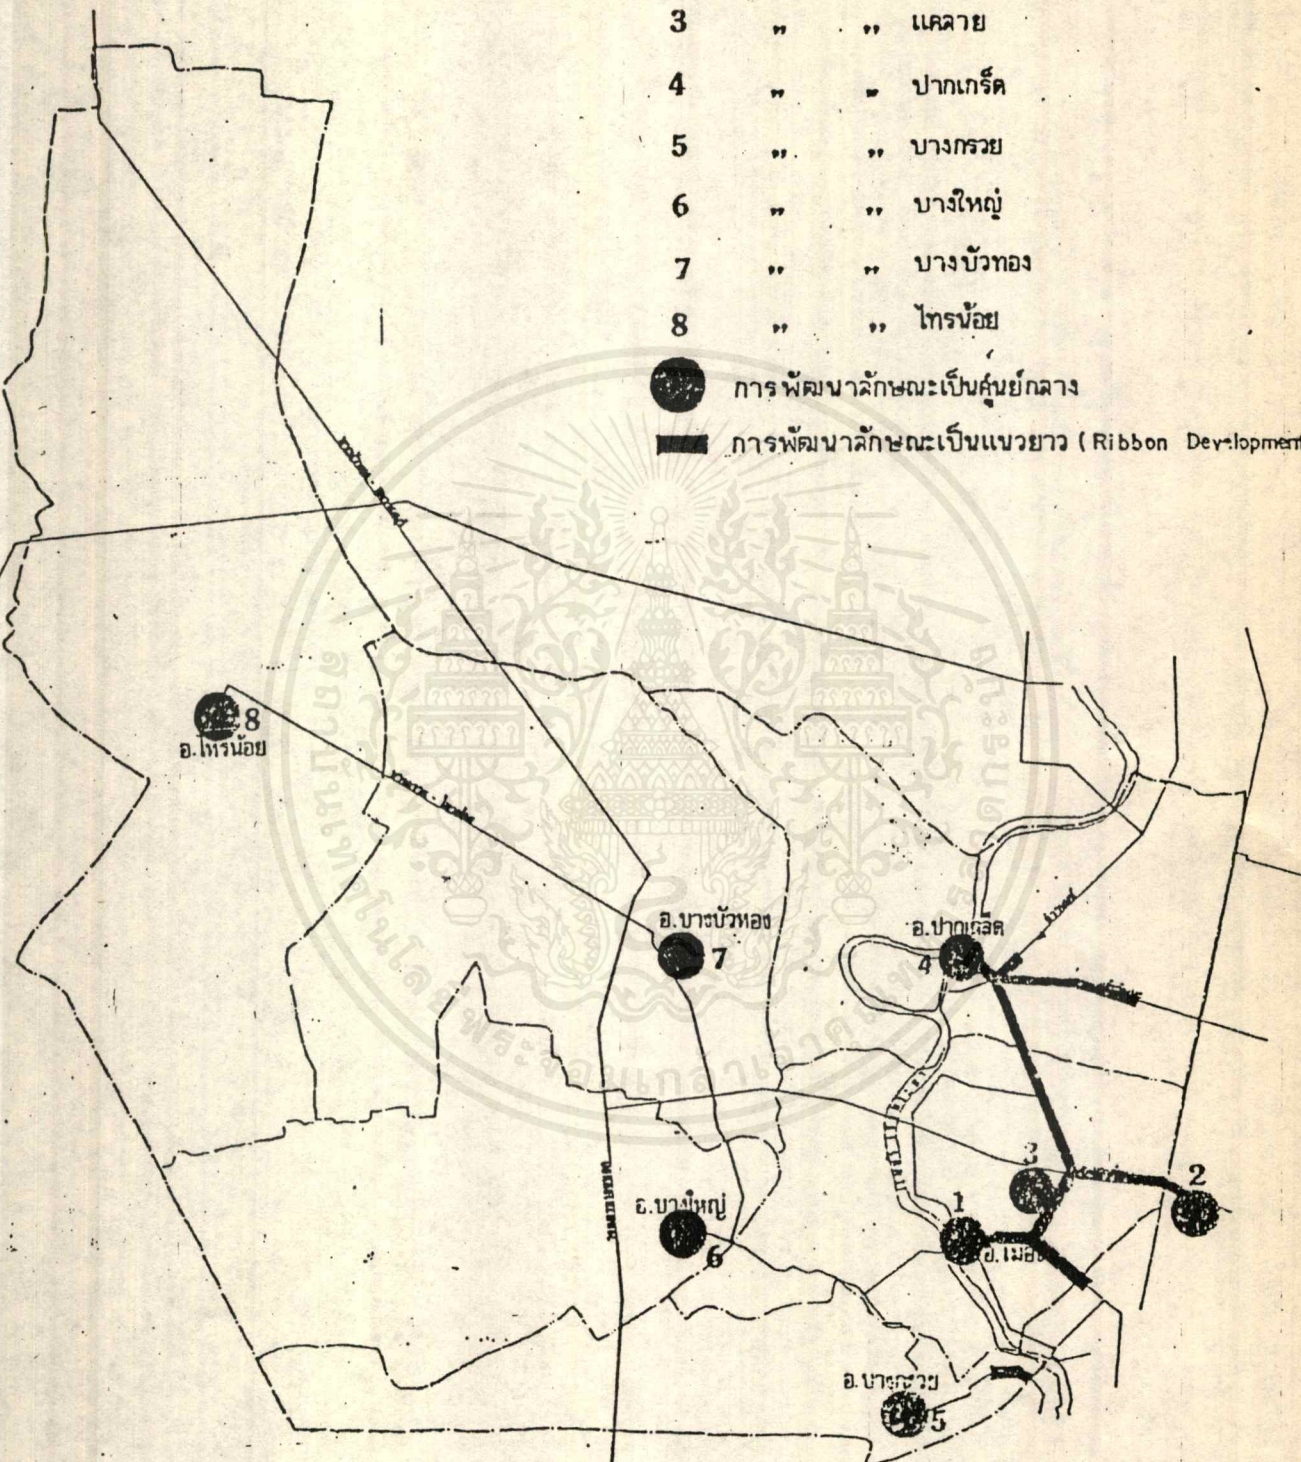 3 " " แคลาย
4 " " ปากเกร็ด
5 " " บางกรวย
6 " " บางใหญ่
7 " " บางบัวทอง
8 " " ไทรน้อย
การพัฒนาลักษณะเป็นศูนย์กลาง
การพัฒนาลักษณะเป็นแนวยาว (Ribbon Development
8
อ.ไทรน้อย
อ.บางบัวทอง
7
อ.ปากเกร็ด
4
3
2
1
อ.เมือง
อ.บางใหญ่
6
อ.บางกรวย
5